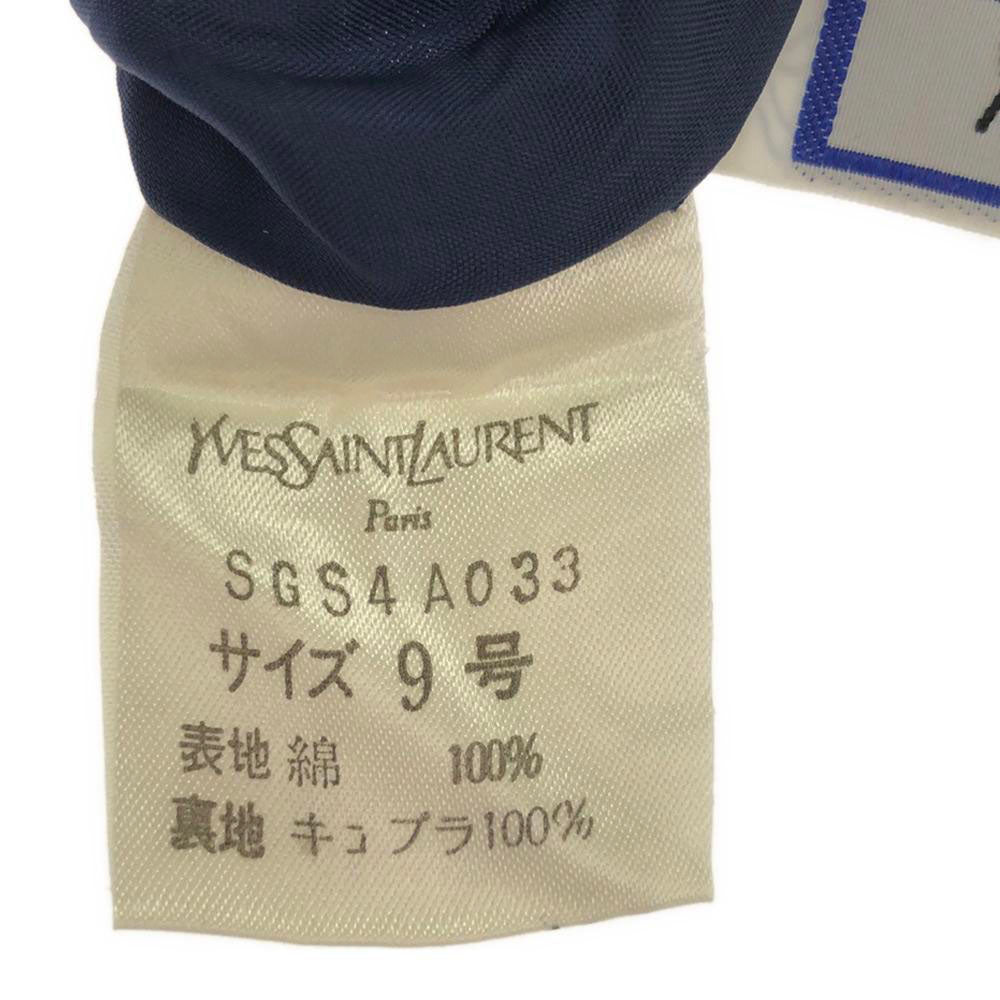 YVES SAINT LAURENT
Paris
SGS4A033
サイズ 9 号
表地 綿 100%
裏地 キュプラ100%